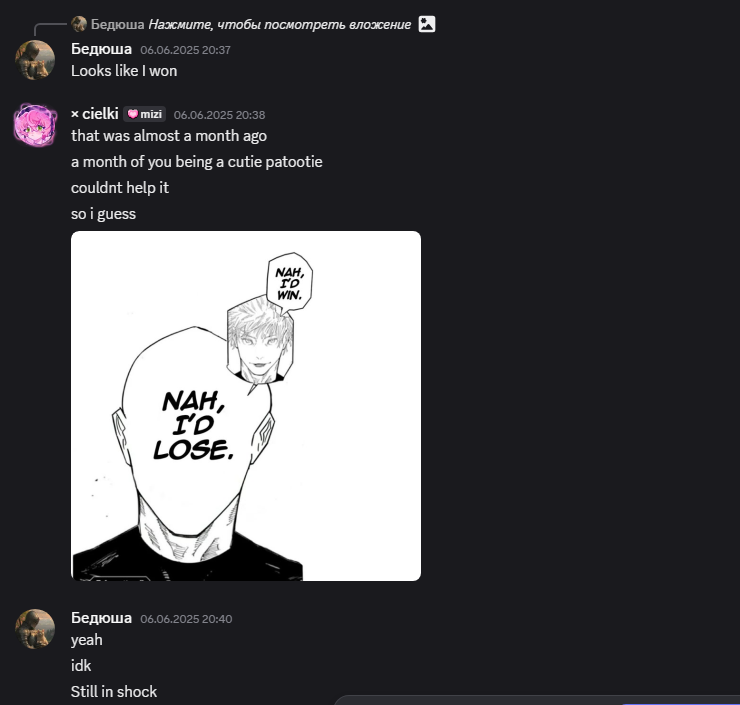 Бедюша Нажмите, чтобы посмотреть вложение
Бедюша 06.06.2025 20:37
Looks like I won
× cielki mizi 06.06.2025 20:38
that was almost a month ago
a month of you being a cutie patootie
couldnt help it
so i guess
NAH,
I'D
WIN.
NAH,
I'D
LOSE.
Бедюша 06.06.2025 20:40
yeah
idk
Still in shock